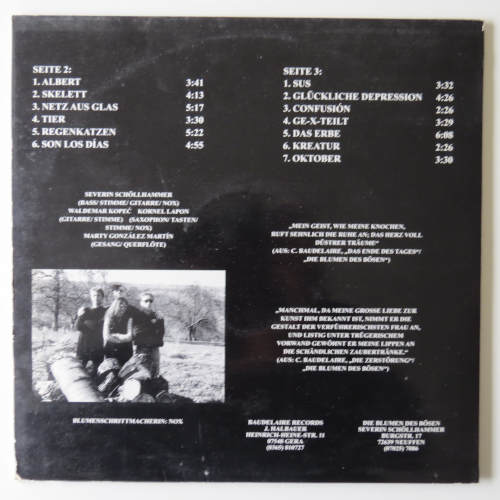 SEITE 2:
1. ALBERT 3:41
2. SKELETT 4:13
3. NETZ AUS GLAS 5:17
4. TIER 3:30
5. REGENKATZEN 5:22
6. SON LOS DÍAS 4:55
SEITE 3:
1. SUS 3:32
2. GLÜCKLICHE DEPRESSION 4:26
3. CONFUSIÓN 2:26
4. GE-X-TEILT 3:29
5. DAS ERBE 6:08
6. KREATUR 2:26
7. OKTOBER 3:30
SEVERIN SCHÖLLHAMMER
(BASS/ STIMME/ GITARRE/ NOX)
WALDEMAR KOPEĆ KORNEL LAPON
(GITARRE/ STIMME) (SAXOPHON/ TASTEN/
STIMME/ NOX)
MARTY GONZÁLEZ MARTÍN
(GESANG/ QUERFLÖTE)
„MEIN GEIST, WIE MEINE KNOCHEN,
RUFT SEHNLICH DIE RUHE AN; DAS HERZ VOLL
DÜSTRER TRÄUME“
(AUS: C. BAUDELAIRE, „DAS ENDE DES TAGES“/
„DIE BLUMEN DES BÖSEN“)
„MANCHMAL, DA MEINE GROSSE LIEBE ZUR
KUNST IHM BEKANNT IST, NIMMT ER DIE
GESTALT DER VERFÜHRERISCHSTEN FRAU AN,
UND LISTIG UNTER TRÜGERISCHEM
VORWAND GEWÖHNT ER MEINE LIPPEN AN
DIE SCHÄNDLICHEN ZAUBERTRÄNKE.“
(AUS: C. BAUDELAIRE, „DIE ZERSTÖRUNG“/
„DIE BLUMEN DES BÖSEN“)
BLUMENSCHRITTMACHERIN: NOX
BAUDELAIRE RECORDS
J. HALBAUER
HEINRICH-HEINE-STR. 11
07548 GERA
(0365) 810727
DIE BLUMEN DES BÖSEN
SEVERIN SCHÖLLHAMMER
BURGSTR. 17
72639 NEUFFEN
(07025) 7086